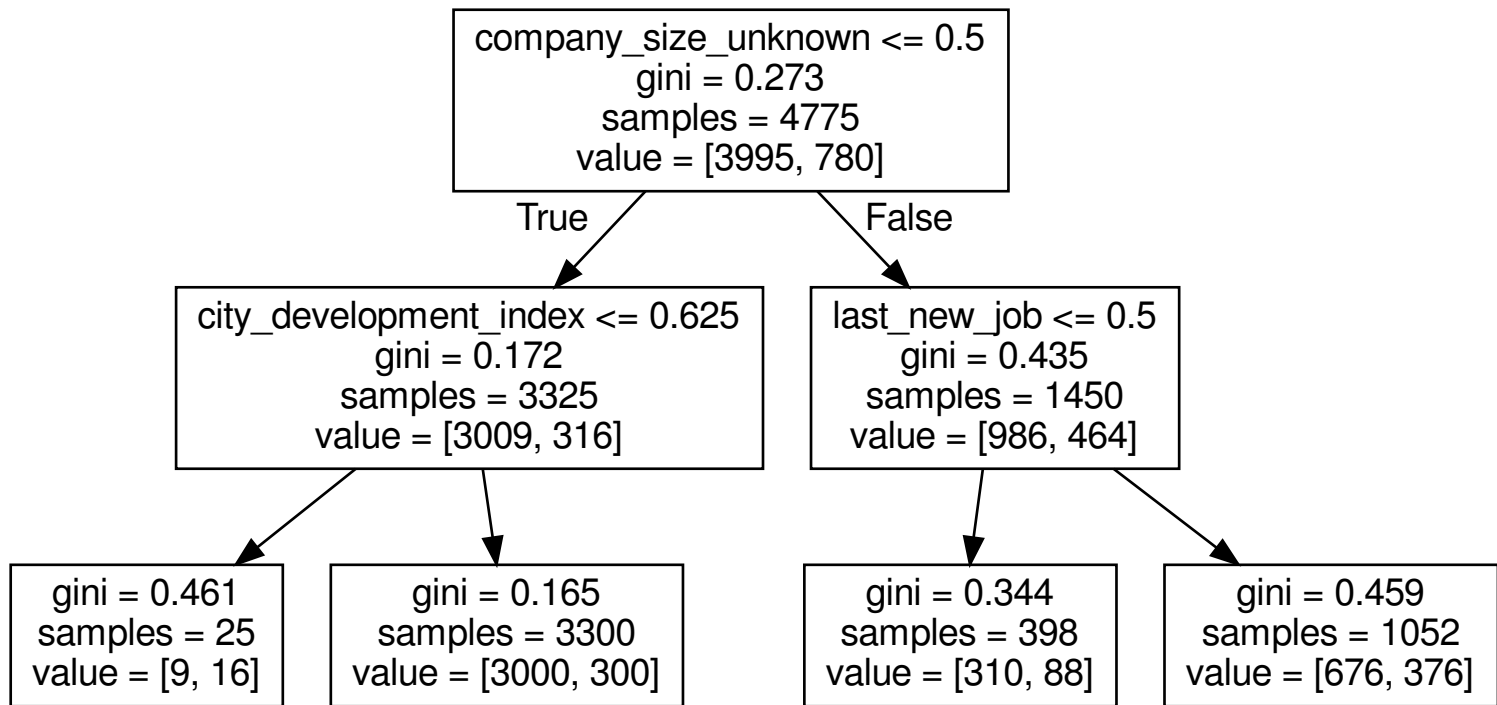 company_size_unknown <= 0.5
gini = 0.273
samples = 4775
value = [3995, 780]
True
False
city_development_index <= 0.625
gini = 0.172
samples = 3325
value = [3009, 316]
last_new_job <= 0.5
gini = 0.435
samples = 1450
value = [986, 464]
gini = 0.461
samples = 25
value = [9, 16]
gini = 0.165
samples = 3300
value = [3000, 300]
gini = 0.344
samples = 398
value = [310, 88]
gini = 0.459
samples = 1052
value = [676, 376]